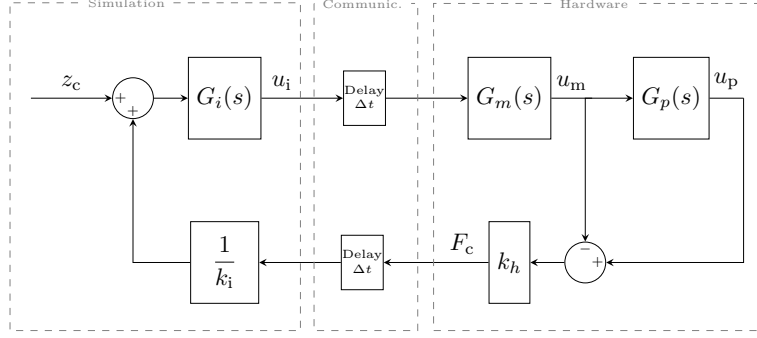 Simulation
Communic.
Hardware
z_c
+
+
G_i(s)
u_i
Delay
Δt
G_m(s)
u_m
G_p(s)
u_p
1
k_i
Delay
Δt
F_c
k_h
−
+